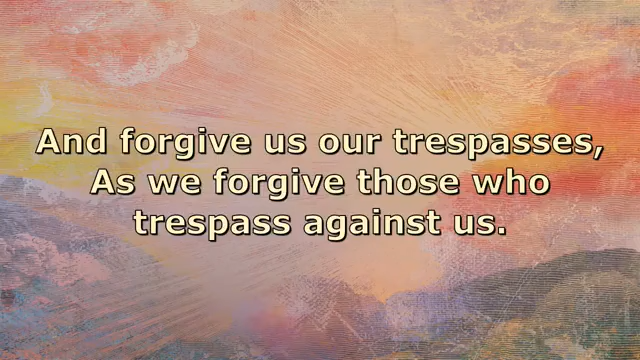 And forgive us our trespasses,
As we forgive those who
trespass against us.